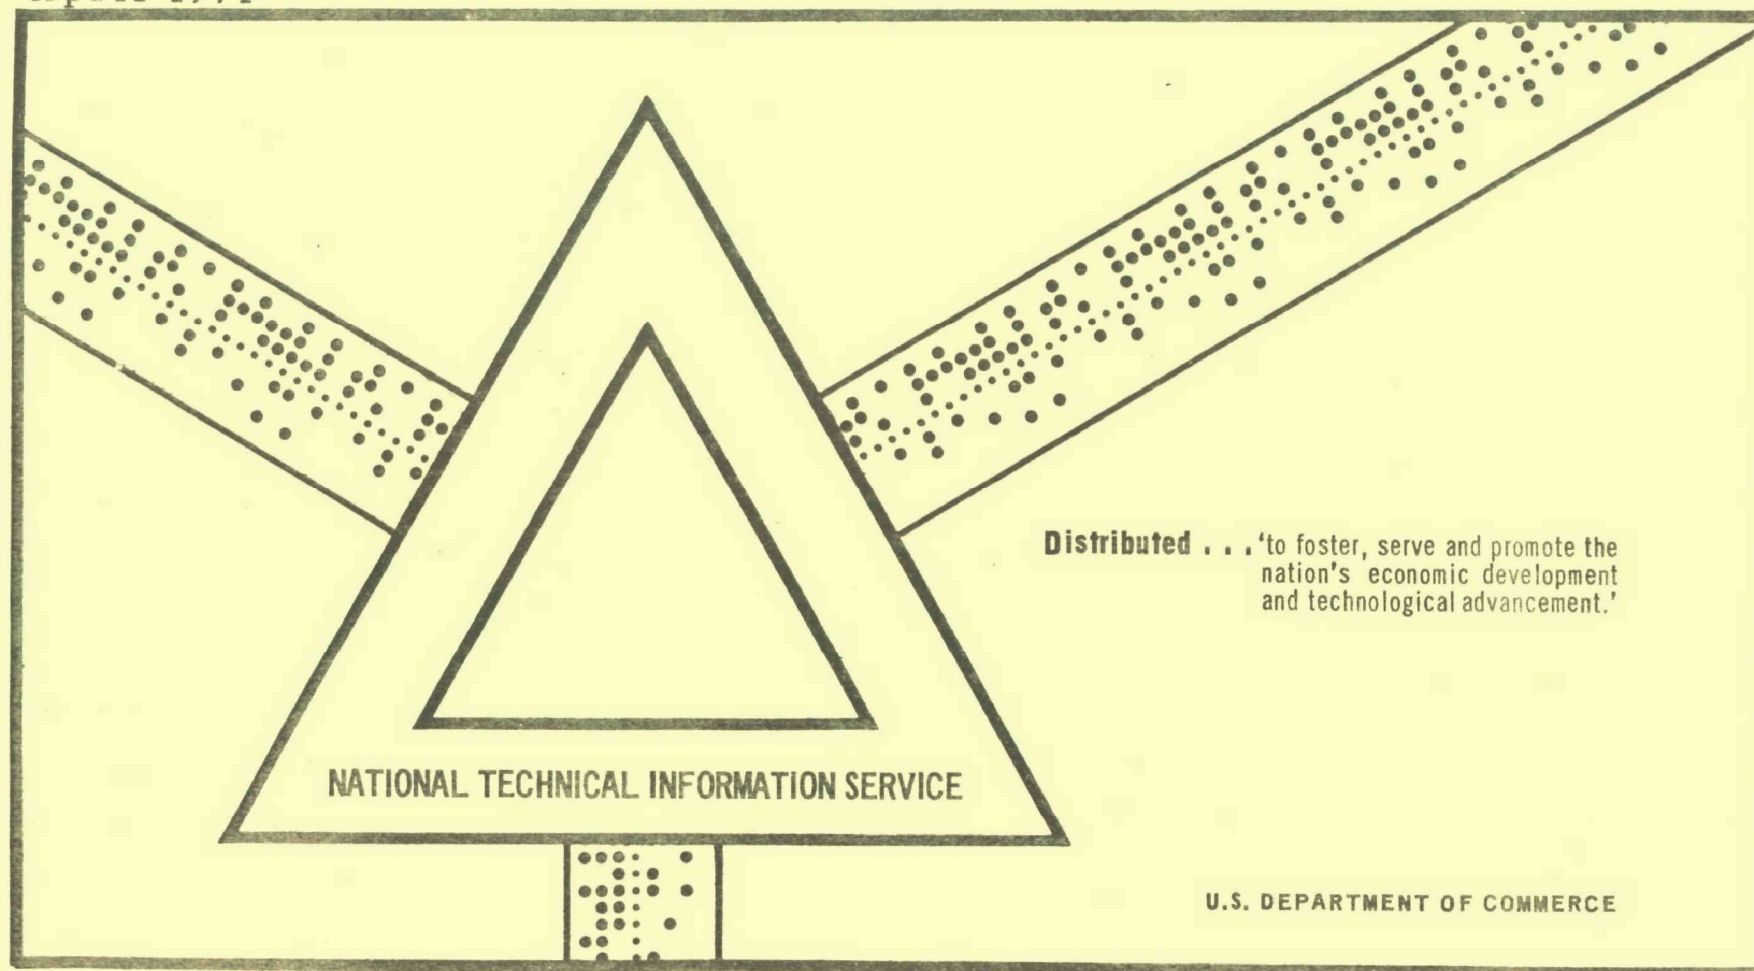 Distributed . . . 'to foster, serve and promote the
nation's economic development
and technological advancement.'
NATIONAL TECHNICAL INFORMATION SERVICE
U.S. DEPARTMENT OF COMMERCE